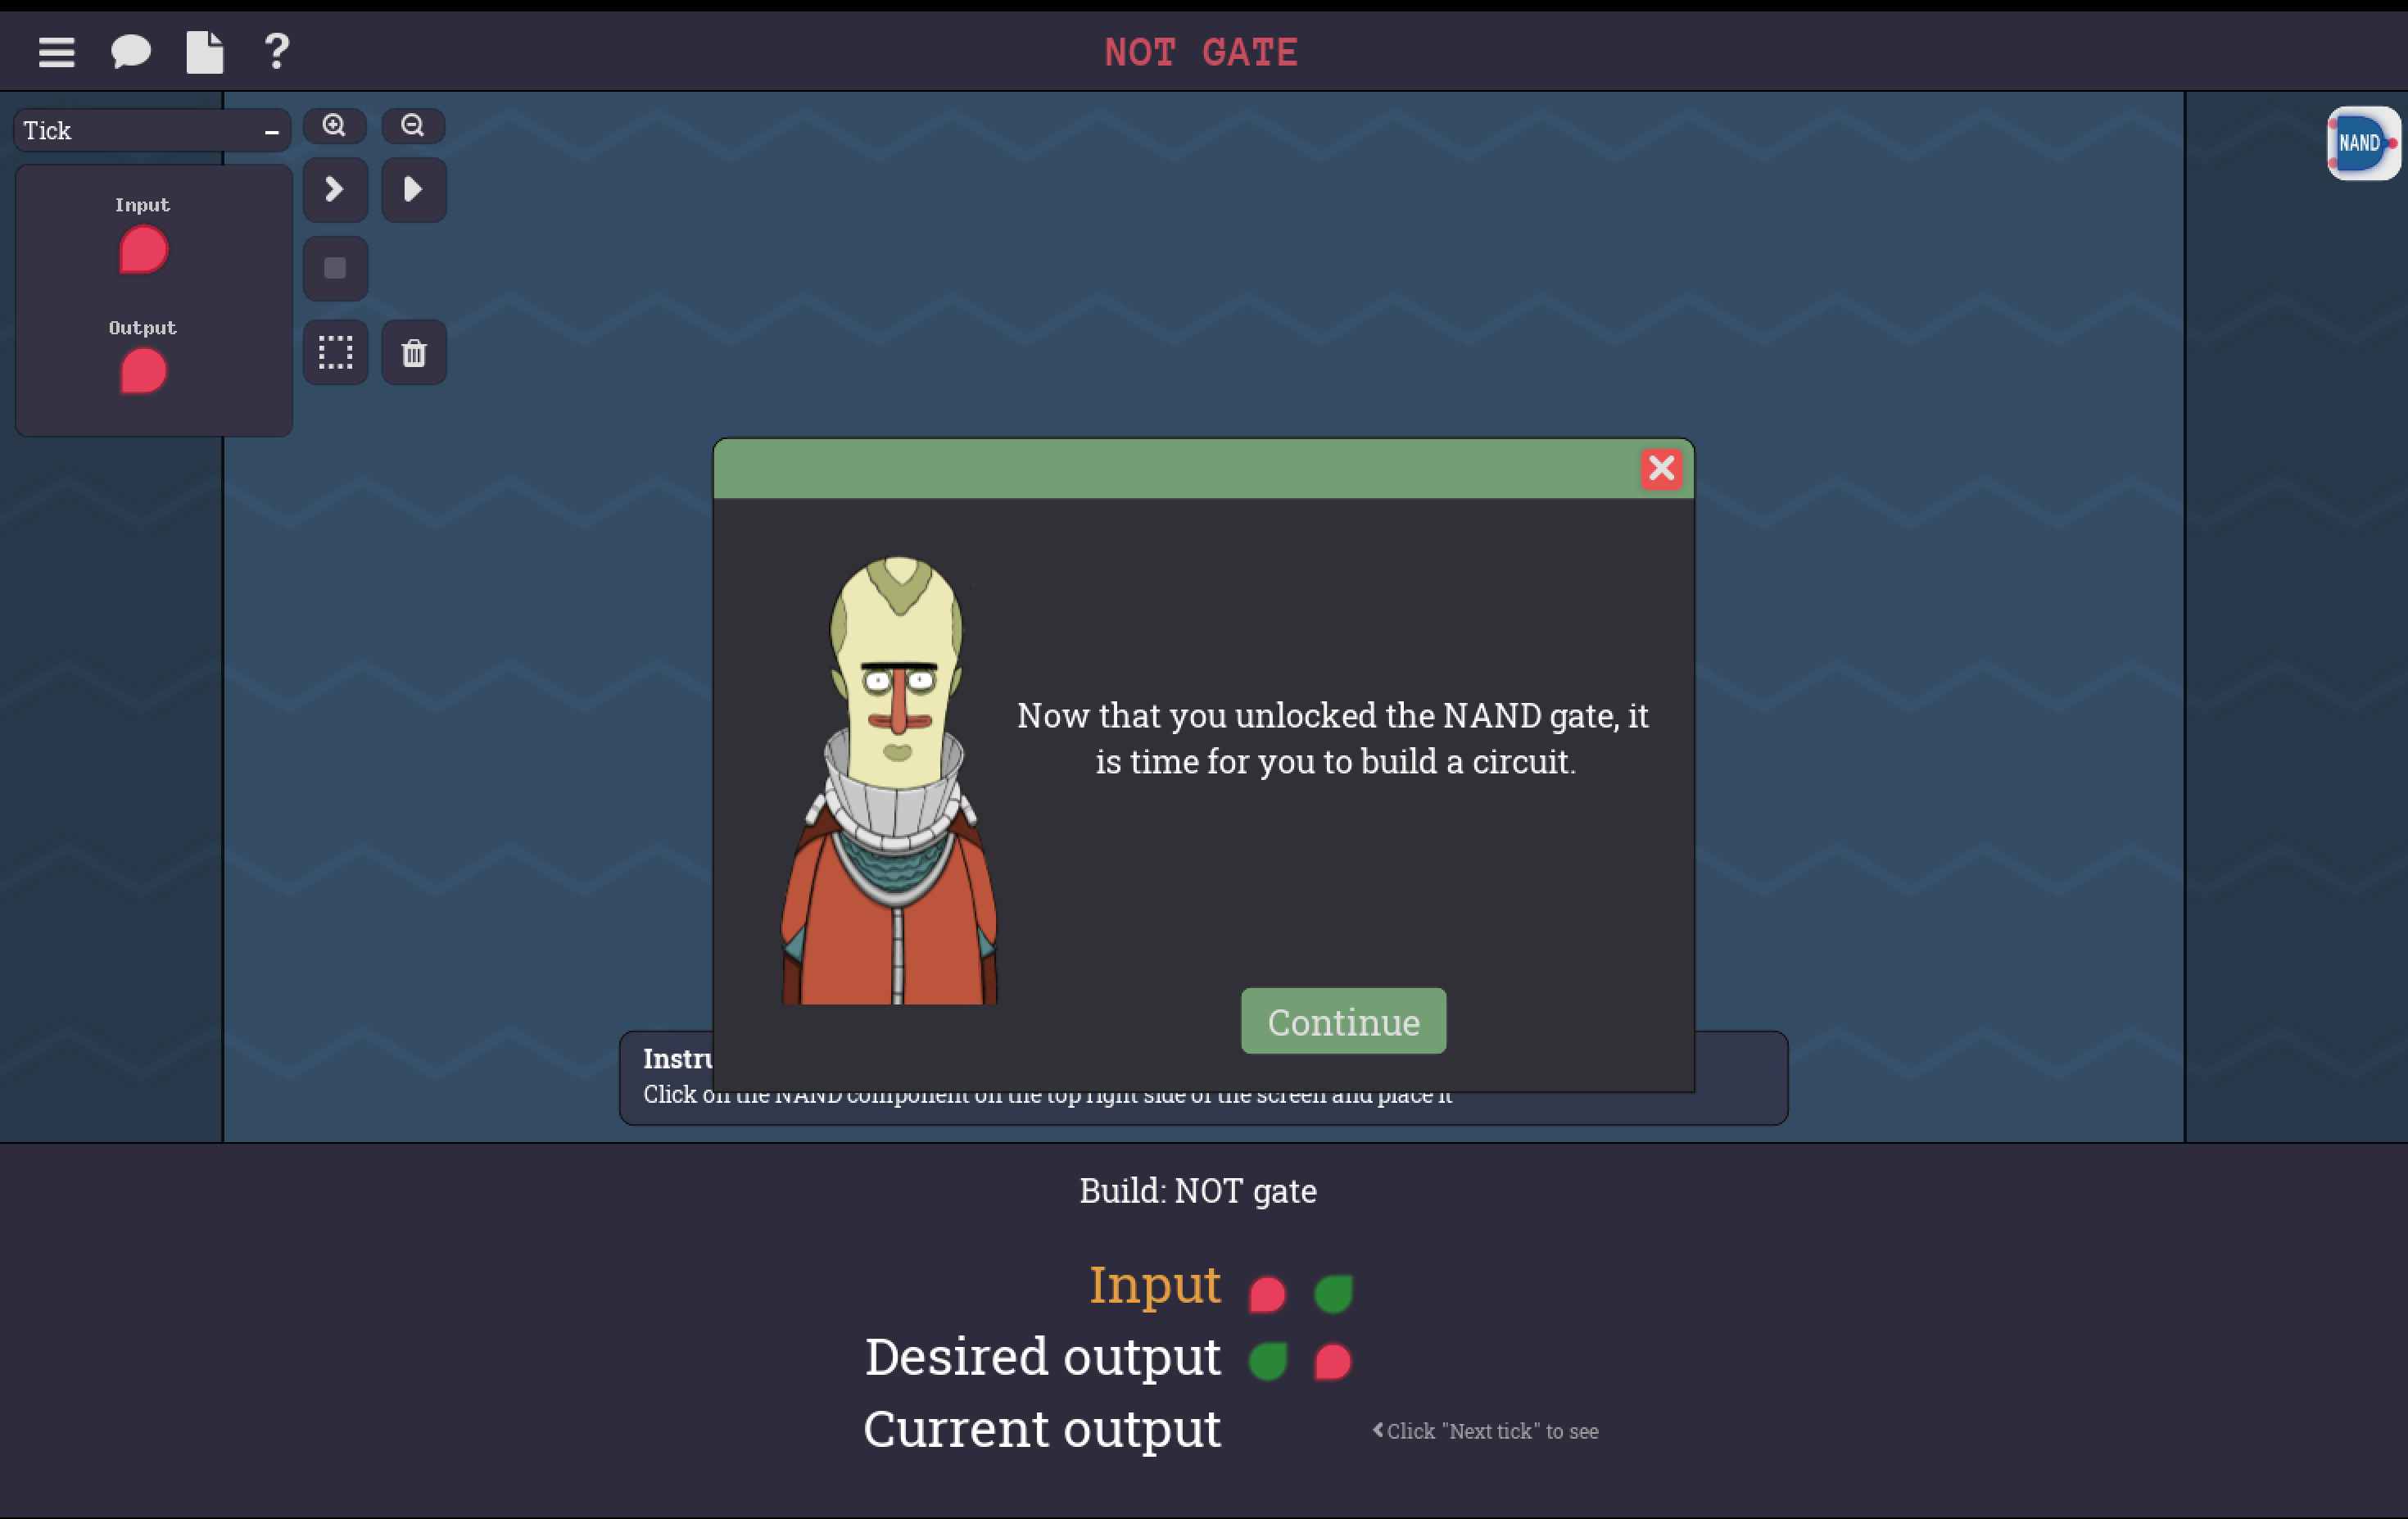 ?
NOT GATE
Tick
Input
Output
NAND
Now that you unlocked the NAND gate, it
is time for you to build a circuit.
Continue
Instru
Click on the NAND component on the top right side of the screen and place it
Build: NOT gate
Input
Desired output
Current output
Click "Next tick" to see